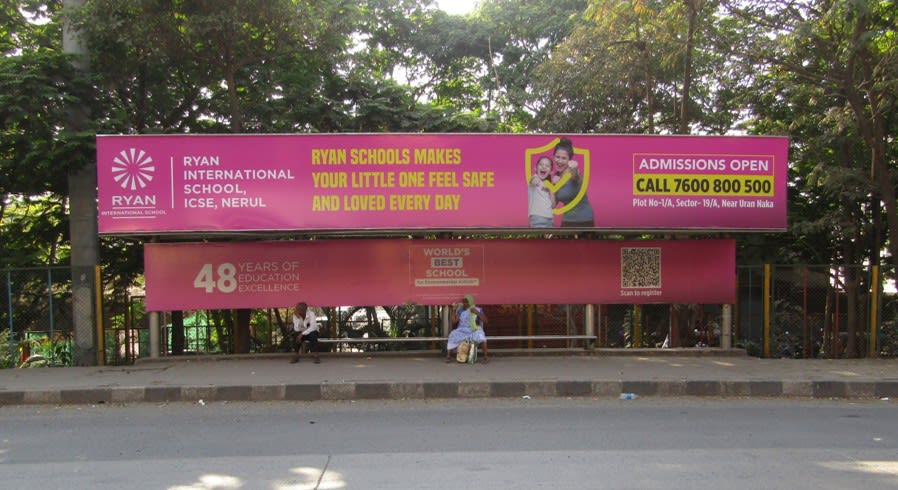 RYAN
INTERNATIONAL SCHOOL
RYAN
INTERNATIONAL
SCHOOL,
ICSE, NERUL
RYAN SCHOOLS MAKES
YOUR LITTLE ONE FEEL SAFE
AND LOVED EVERY DAY
ADMISSIONS OPEN
CALL 7600 800 500
Plot No-1/A, Sector- 19/A, Near Uran Naka
48 YEARS OF
EDUCATION
EXCELLENCE
WORLD'S
BEST
SCHOOL
Scan to register